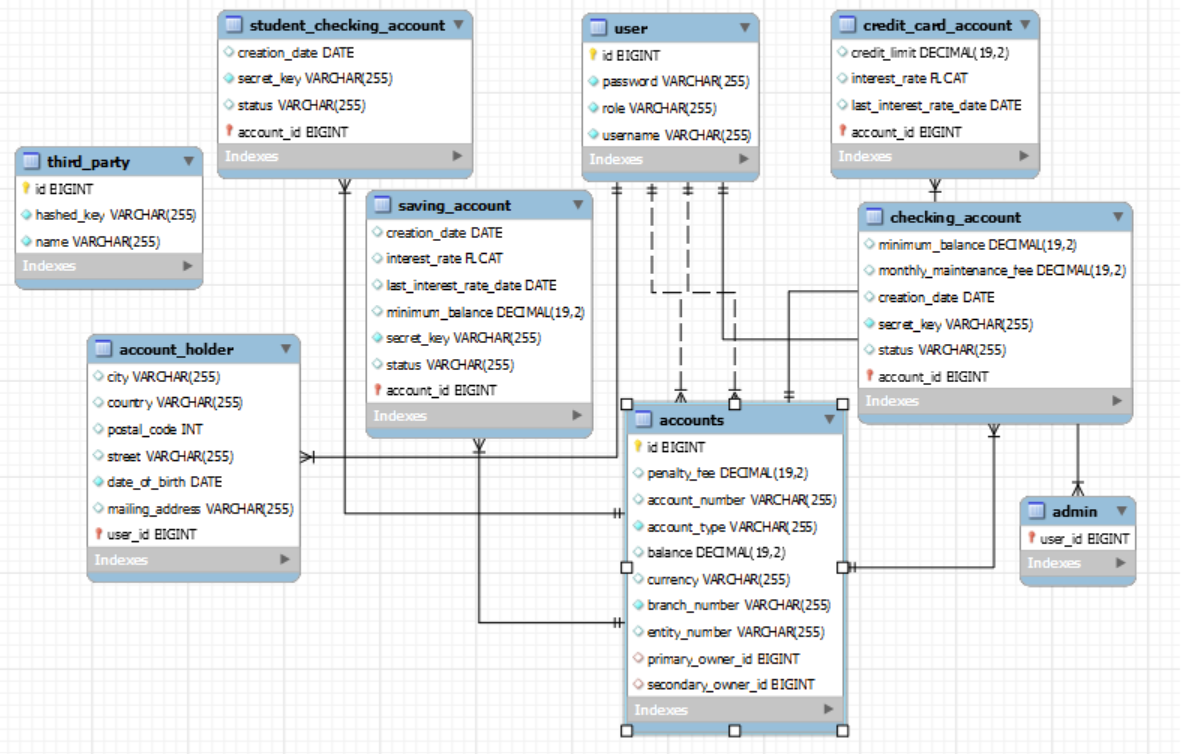 student_checking_account
creation_date DATE
secret_key VARCHAR(255)
status VARCHAR(255)
account_id BIGINT
Indexes
user
id BIGINT
password VARCHAR(255)
role VARCHAR(255)
username VARCHAR(255)
Indexes
credit_card_account
credit_limit DECIMAL(19,2)
interest_rate FLOAT
last_interest_rate_date DATE
account_id BIGINT
Indexes
third_party
id BIGINT
hashed_key VARCHAR(255)
name VARCHAR(255)
Indexes
saving_account
creation_date DATE
interest_rate FLOAT
last_interest_rate_date DATE
minimum_balance DECIMAL(19,2)
secret_key VARCHAR(255)
status VARCHAR(255)
account_id BIGINT
Indexes
checking_account
minimum_balance DECIMAL(19,2)
monthly_maintenance_fee DECIMAL(19,2)
creation_date DATE
secret_key VARCHAR(255)
status VARCHAR(255)
account_id BIGINT
Indexes
account_holder
city VARCHAR(255)
country VARCHAR(255)
postal_code INT
street VARCHAR(255)
date_of_birth DATE
mailing_address VARCHAR(255)
user_id BIGINT
Indexes
accounts
id BIGINT
penalty_fee DECIMAL(19,2)
account_number VARCHAR(255)
account_type VARCHAR(255)
balance DECIMAL(19,2)
currency VARCHAR(255)
branch_number VARCHAR(255)
entity_number VARCHAR(255)
primary_owner_id BIGINT
secondary_owner_id BIGINT
Indexes
admin
user_id BIGINT
Indexes